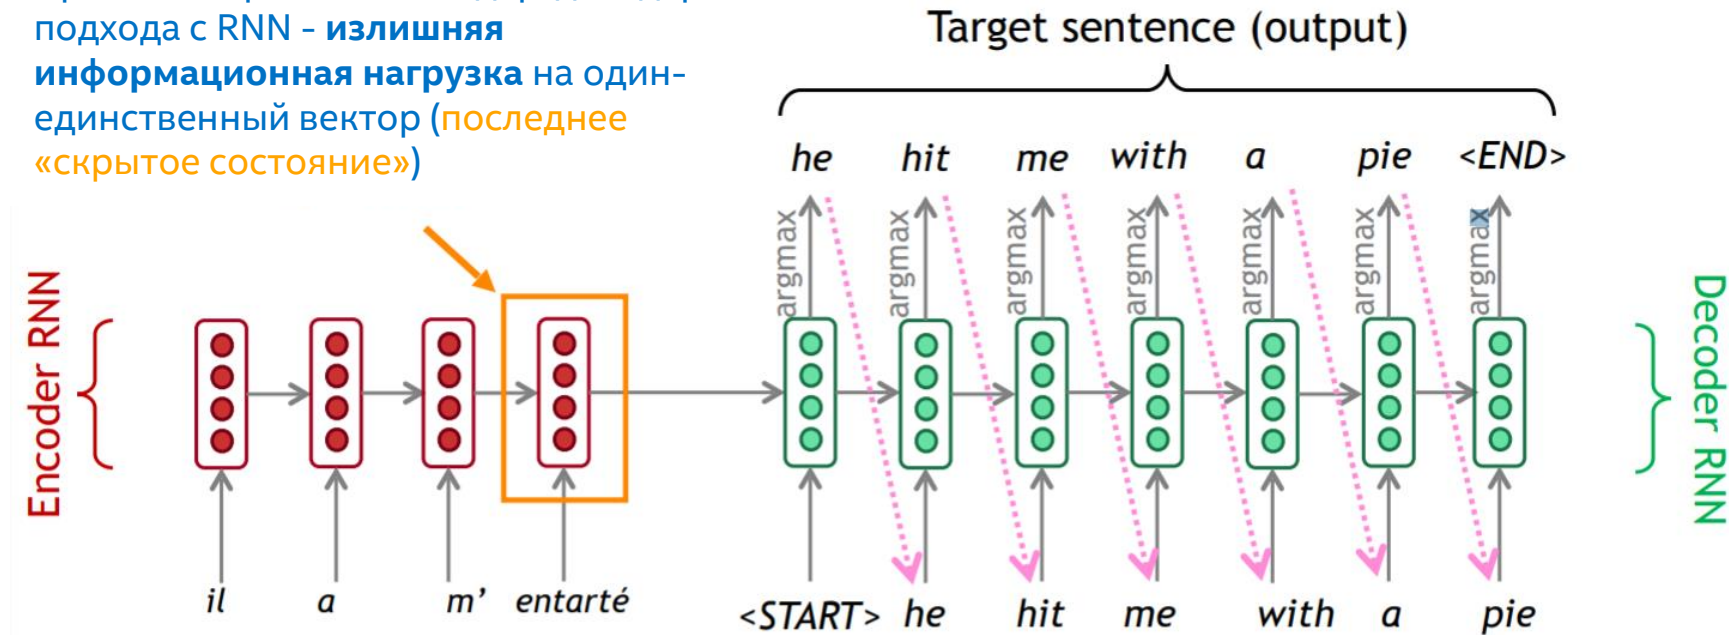 подхода с RNN - излишняя
информационная нагрузка на один-
единственный вектор (последнее
«скрытое состояние»)
Target sentence (output)
he hit me with a pie <END>
argmax argmax argmax argmax argmax argmax argmax
Encoder RNN
Decoder RNN
il a m’ entarté
<START> he hit me with a pie